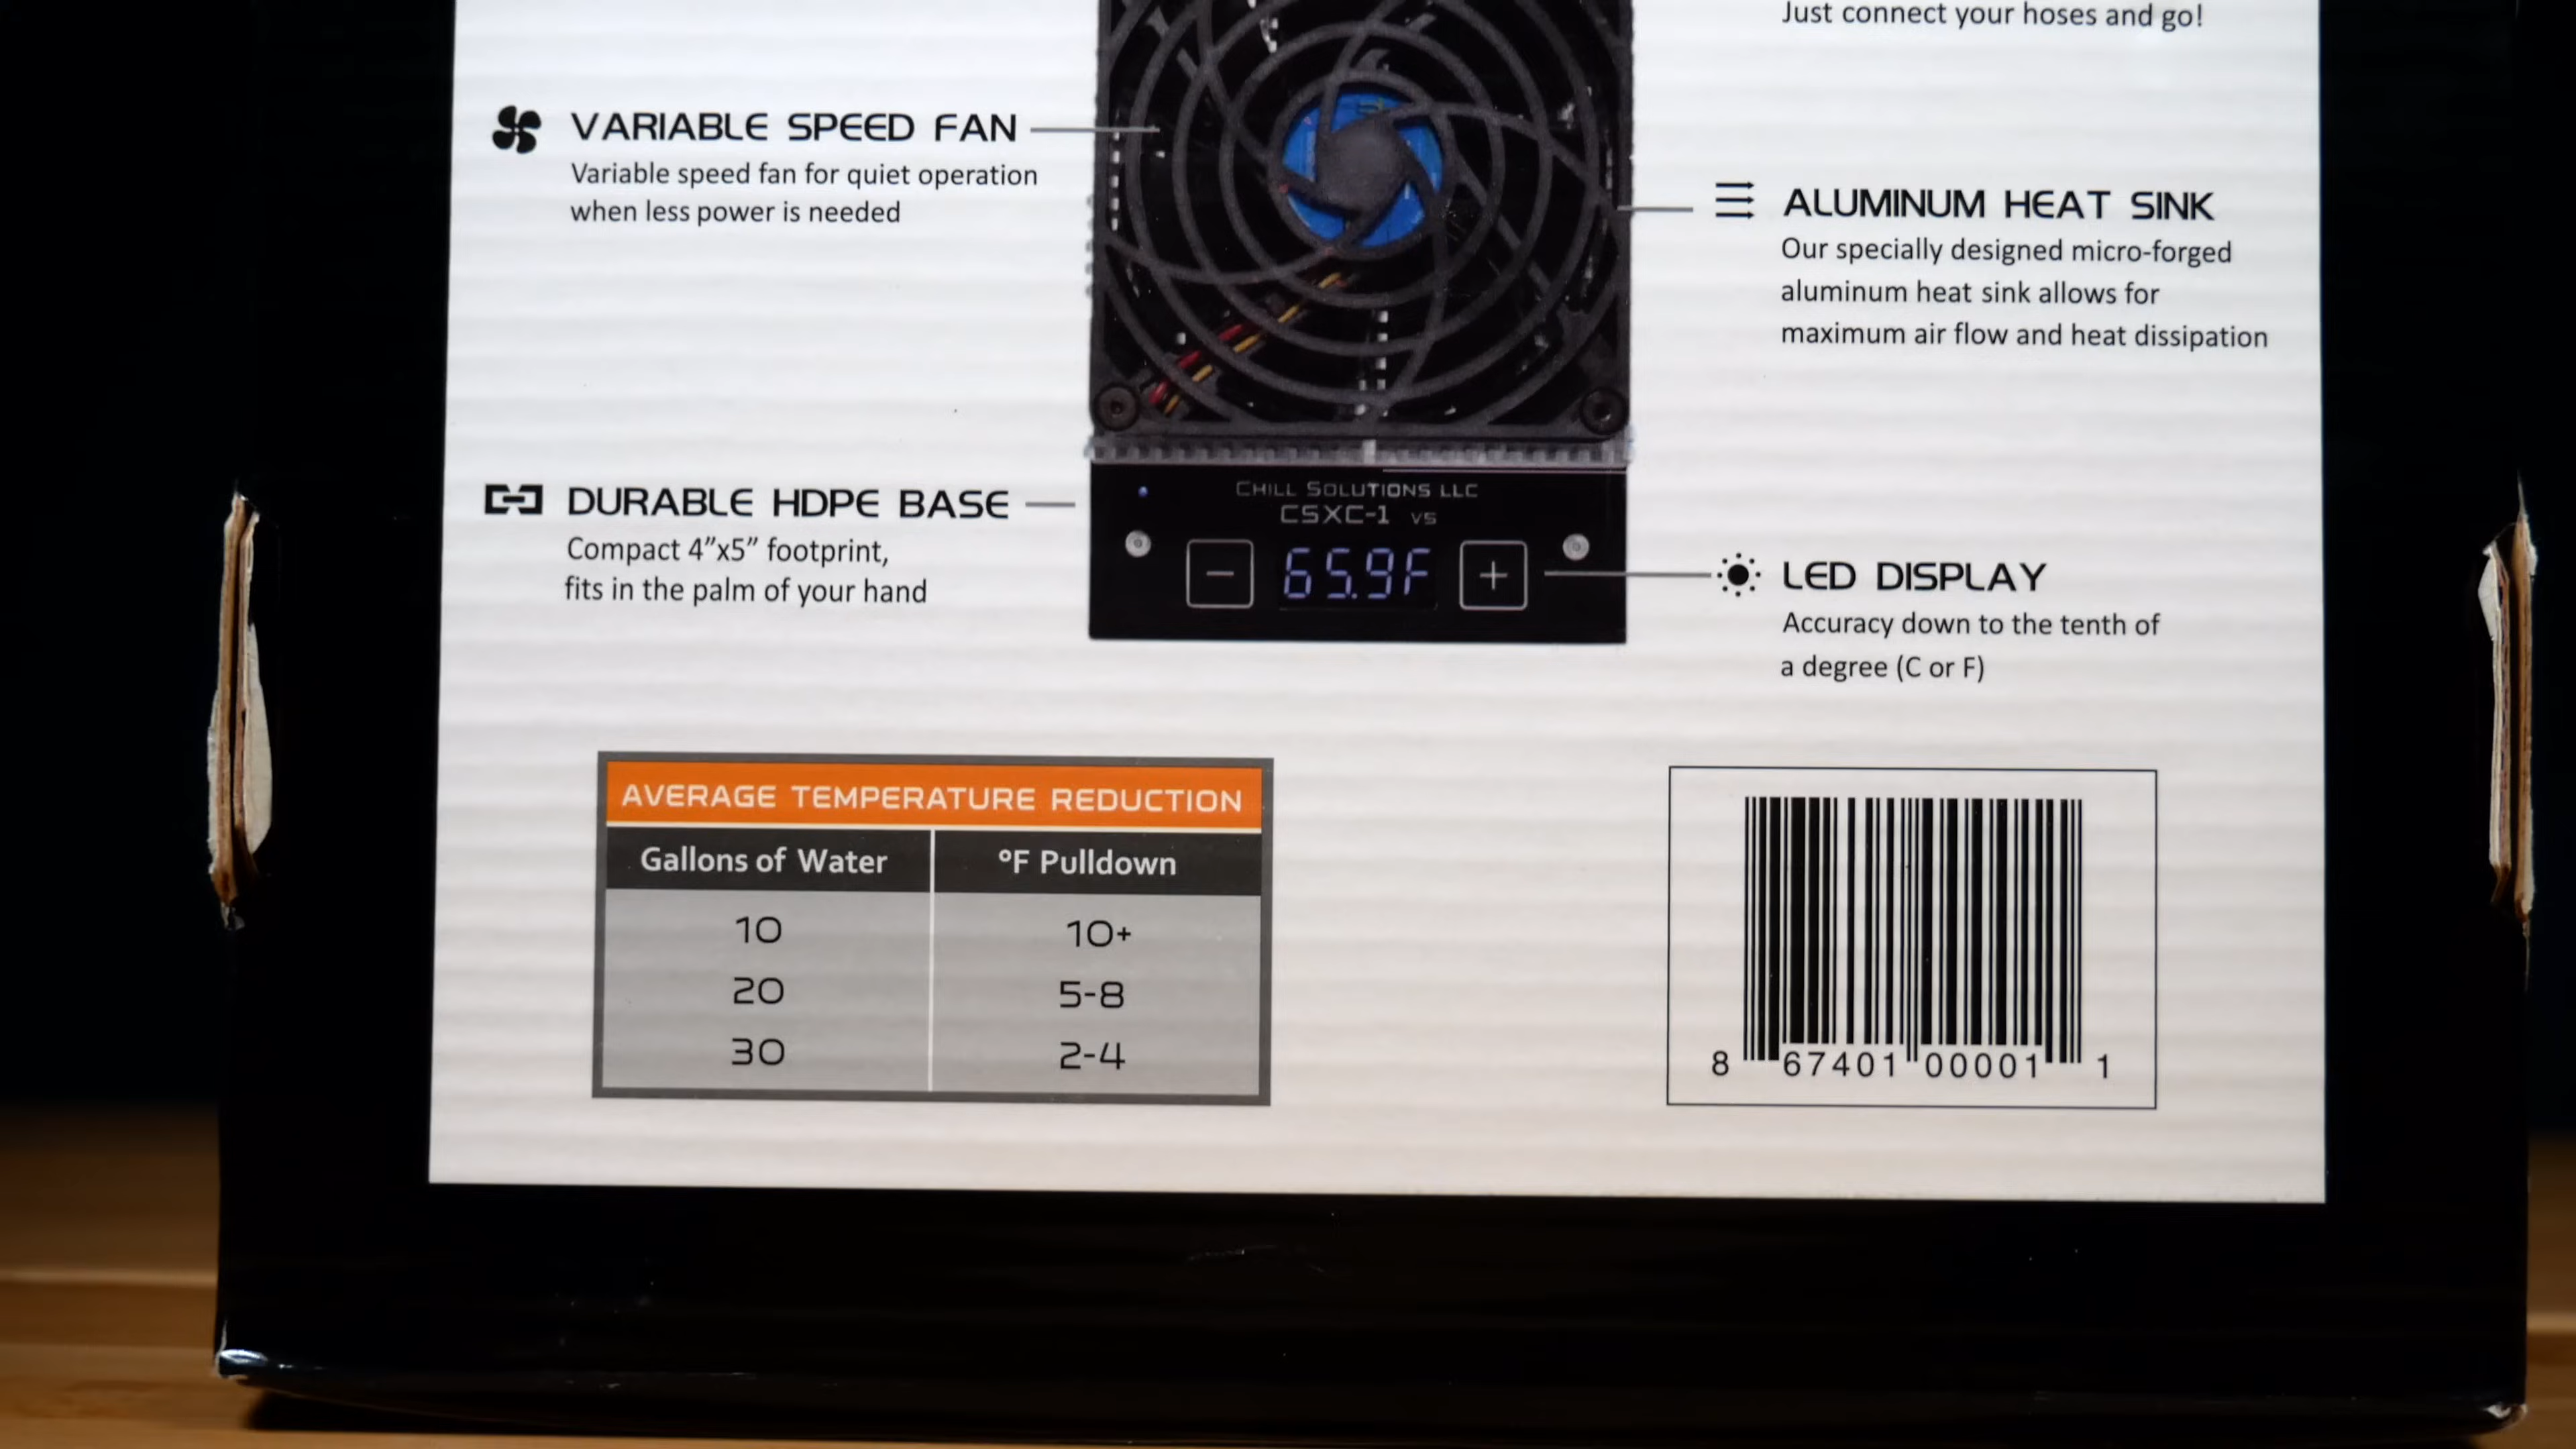 Just connect your hoses and go!
VARIABLE SPEED FAN
Variable speed fan for quiet operation
when less power is needed
ALUMINUM HEAT SINK
Our specially designed micro-forged
aluminum heat sink allows for
maximum air flow and heat dissipation
DURABLE HDPE BASE
Compact 4”x5” footprint,
fits in the palm of your hand
CHILL SOLUTIONS LLC
CSXC-1 VS
− 65.9F +
LED DISPLAY
Accuracy down to the tenth of
a degree (C or F)
AVERAGE TEMPERATURE REDUCTION
Gallons of Water °F Pulldown
10 10+
20 5-8
30 2-4
8 67401 00001 1